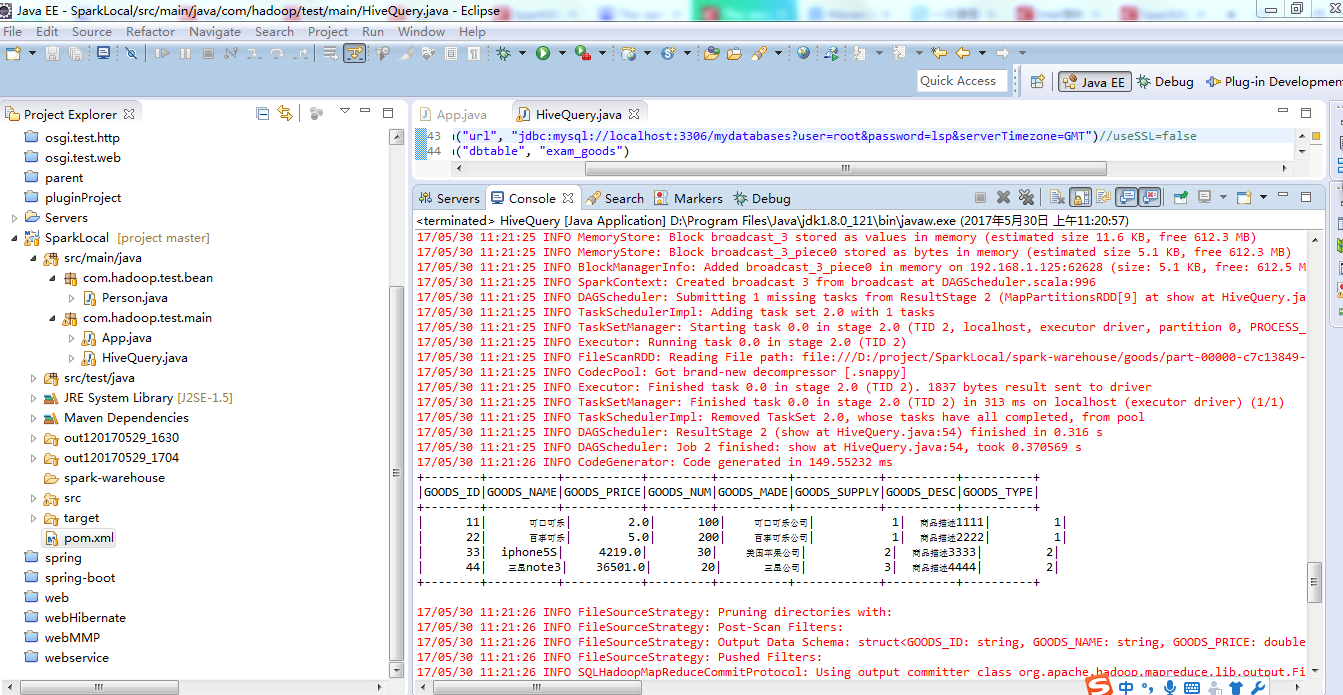 Java EE - SparkLocal/src/main/java/com/hadoop/test/main/HiveQuery.java - Eclipse
File Edit Source Refactor Navigate Search Project Run Window Help
Quick Access
Java EE Debug Plug-in Developmen
Project Explorer
osgi.test.http
osgi.test.web
parent
pluginProject
Servers
SparkLocal [project master]
src/main/java
com.hadoop.test.bean
Person.java
com.hadoop.test.main
App.java
HiveQuery.java
src/test/java
JRE System Library [J2SE-1.5]
Maven Dependencies
out120170529_1630
out120170529_1704
spark-warehouse
src
target
pom.xml
spring
spring-boot
web
webHibernate
webMMP
webservice
App.java HiveQuery.java
43 ı("url", "jdbc:mysql://localhost:3306/mydatabases?user=root&password=lsp&serverTimezone=GMT")//useSSL=false
44 ı("dbtable", "exam_goods")
Servers Console Search Markers Debug
<terminated> HiveQuery [Java Application] D:\Program Files\Java\jdk1.8.0_121\bin\javaw.exe (2017年5月30日 上午11:20:57)
17/05/30 11:21:25 INFO MemoryStore: Block broadcast_3 stored as values in memory (estimated size 11.6 KB, free 612.3 MB)
17/05/30 11:21:25 INFO MemoryStore: Block broadcast_3_piece0 stored as bytes in memory (estimated size 5.1 KB, free 612.3 MB)
17/05/30 11:21:25 INFO BlockManagerInfo: Added broadcast_3_piece0 in memory on 192.168.1.125:62628 (size: 5.1 KB, free: 612.5 M
17/05/30 11:21:25 INFO SparkContext: Created broadcast 3 from broadcast at DAGScheduler.scala:996
17/05/30 11:21:25 INFO DAGScheduler: Submitting 1 missing tasks from ResultStage 2 (MapPartitionsRDD[9] at show at HiveQuery.ja
17/05/30 11:21:25 INFO TaskSchedulerImpl: Adding task set 2.0 with 1 tasks
17/05/30 11:21:25 INFO TaskSetManager: Starting task 0.0 in stage 2.0 (TID 2, localhost, executor driver, partition 0, PROCESS_
17/05/30 11:21:25 INFO Executor: Running task 0.0 in stage 2.0 (TID 2)
17/05/30 11:21:25 INFO FileScanRDD: Reading File path: file:///D:/project/SparkLocal/spark-warehouse/goods/part-00000-c7c13849-
17/05/30 11:21:25 INFO CodecPool: Got brand-new decompressor [.snappy]
17/05/30 11:21:25 INFO Executor: Finished task 0.0 in stage 2.0 (TID 2). 1837 bytes result sent to driver
17/05/30 11:21:25 INFO TaskSetManager: Finished task 0.0 in stage 2.0 (TID 2) in 313 ms on localhost (executor driver) (1/1)
17/05/30 11:21:25 INFO TaskSchedulerImpl: Removed TaskSet 2.0, whose tasks have all completed, from pool
17/05/30 11:21:25 INFO DAGScheduler: ResultStage 2 (show at HiveQuery.java:54) finished in 0.316 s
17/05/30 11:21:25 INFO DAGScheduler: Job 2 finished: show at HiveQuery.java:54, took 0.370569 s
17/05/30 11:21:26 INFO CodeGenerator: Code generated in 149.55232 ms
+--------+----------+-----------+---------+----------+------------+----------+----------+
|GOODS_ID|GOODS_NAME|GOODS_PRICE|GOODS_NUM|GOODS_MADE|GOODS_SUPPLY|GOODS_DESC|GOODS_TYPE|
+--------+----------+-----------+---------+----------+------------+----------+----------+
| 11| 可口可乐| 2.0| 100| 可口可乐公司| 1| 商品描述1111| 1|
| 22| 百事可乐| 5.0| 200| 百事可乐公司| 1| 商品描述2222| 1|
| 33| iphone5S| 4219.0| 30| 美国苹果公司| 2| 商品描述3333| 2|
| 44| 三星note3| 36501.0| 20| 三星公司| 3| 商品描述4444| 2|
+--------+----------+-----------+---------+----------+------------+----------+----------+
17/05/30 11:21:26 INFO FileSourceStrategy: Pruning directories with:
17/05/30 11:21:26 INFO FileSourceStrategy: Post-Scan Filters:
17/05/30 11:21:26 INFO FileSourceStrategy: Output Data Schema: struct<GOODS_ID: string, GOODS_NAME: string, GOODS_PRICE: double
17/05/30 11:21:26 INFO FileSourceStrategy: Pushed Filters:
17/05/30 11:21:26 INFO SQLHadoopMapReduceCommitProtocol: Using output committer class org.apache.hadoop.mapreduce.lib.output.Fi
中